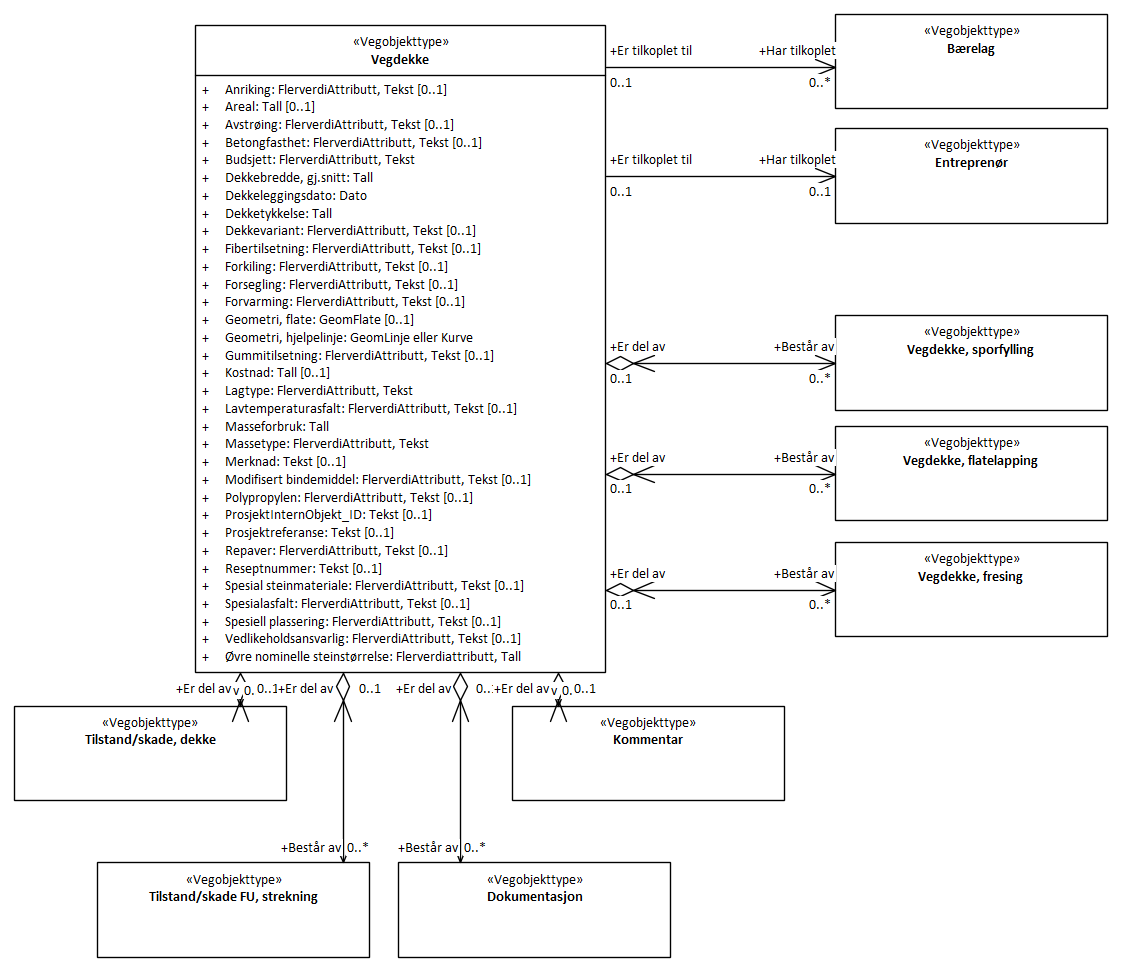 «Vegobjekttype»
Vegdekke
+ Anriking: FlerverdiAttributt, Tekst [0..1]
+ Areal: Tall [0..1]
+ Avstrøing: FlerverdiAttributt, Tekst [0..1]
+ Betongfasthet: FlerverdiAttributt, Tekst [0..1]
+ Budsjett: FlerverdiAttributt, Tekst
+ Dekkebredde, gj.snitt: Tall
+ Dekkeleggingsdato: Dato
+ Dekketykkelse: Tall
+ Dekkevariant: FlerverdiAttributt, Tekst [0..1]
+ Fibertilsetning: FlerverdiAttributt, Tekst [0..1]
+ Forkiling: FlerverdiAttributt, Tekst [0..1]
+ Forsegling: FlerverdiAttributt, Tekst [0..1]
+ Forvarming: FlerverdiAttributt, Tekst [0..1]
+ Geometri, flate: GeomFlate [0..1]
+ Geometri, hjelpelinje: GeomLinje eller Kurve
+ Gummitilsetning: FlerverdiAttributt, Tekst [0..1]
+ Kostnad: Tall [0..1]
+ Lagtype: FlerverdiAttributt, Tekst
+ Lavtemperaturasfalt: FlerverdiAttributt, Tekst [0..1]
+ Masseforbruk: Tall
+ Massetype: FlerverdiAttributt, Tekst
+ Merknad: Tekst [0..1]
+ Modifisert bindemiddel: FlerverdiAttributt, Tekst [0..1]
+ Polypropylen: FlerverdiAttributt, Tekst [0..1]
+ ProsjektInternObjekt_ID: Tekst [0..1]
+ Prosjektreferanse: Tekst [0..1]
+ Repaver: FlerverdiAttributt, Tekst [0..1]
+ Reseptnummer: Tekst [0..1]
+ Spesial steinmateriale: FlerverdiAttributt, Tekst [0..1]
+ Spesialasfalt: FlerverdiAttributt, Tekst [0..1]
+ Spesiell plassering: FlerverdiAttributt, Tekst [0..1]
+ Vedlikeholdsansvarlig: FlerverdiAttributt, Tekst [0..1]
+ Øvre nominelle steinstørrelse: Flerverdiattributt, Tall
+Er tilkoplet til +Har tilkoplet
0..1 0..*
«Vegobjekttype»
Bærelag
+Er tilkoplet til +Har tilkoplet
0..1 0..1
«Vegobjekttype»
Entreprenør
+Er del av +Består av
0..1 0..*
«Vegobjekttype»
Vegdekke, sporfylling
+Er del av +Består av
0..1 0..*
«Vegobjekttype»
Vegdekke, flatelapping
+Er del av +Består av
0..1 0..*
«Vegobjekttype»
Vegdekke, fresing
+Er del av v 0. 0..1 +Er del av 0..1 +Er del av 0.. +Er del av v 0. 0..1
«Vegobjekttype»
Tilstand/skade, dekke
«Vegobjekttype»
Kommentar
+Består av 0..* +Består av 0..*
«Vegobjekttype»
Tilstand/skade FU, strekning
«Vegobjekttype»
Dokumentasjon